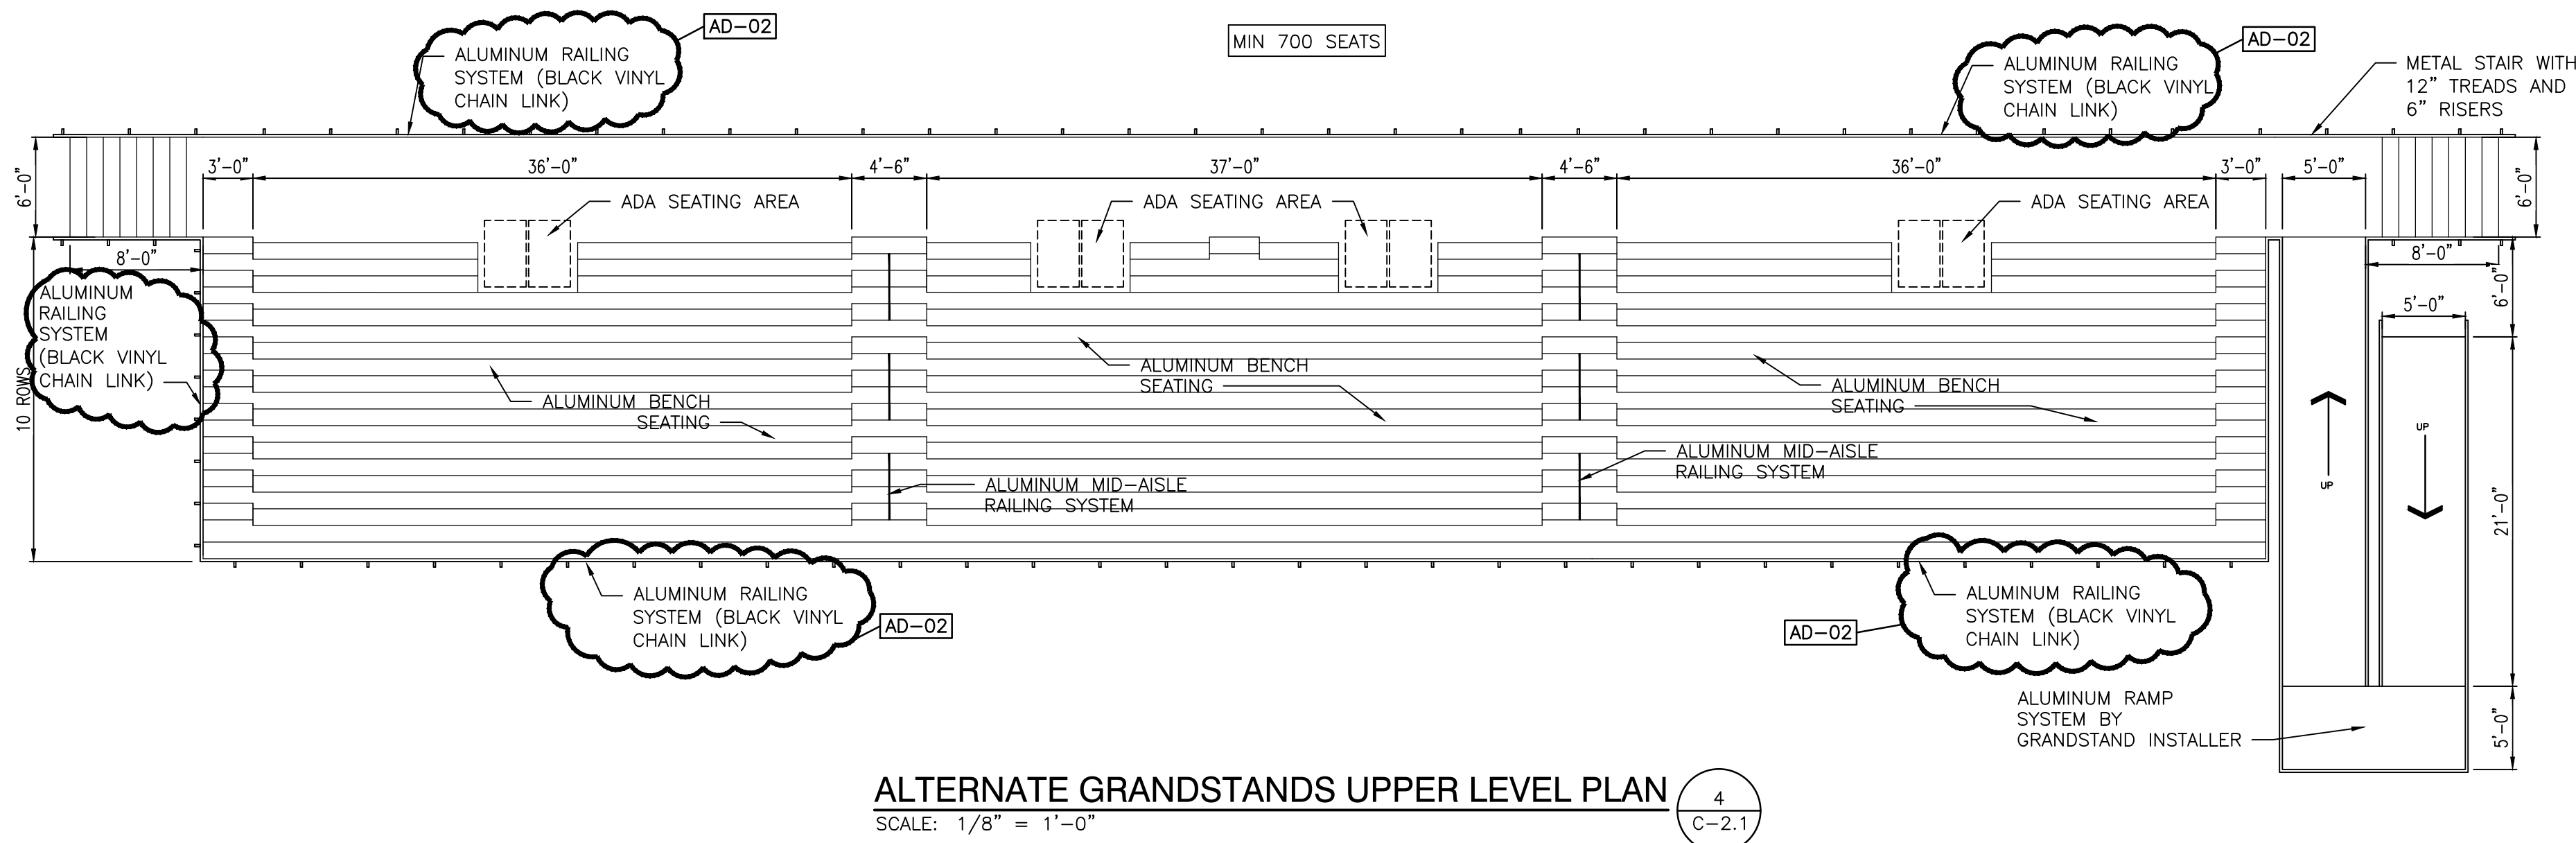 AD-02
MIN 700 SEATS
AD-02
ALUMINUM RAILING
SYSTEM (BLACK VINYL
CHAIN LINK)
ALUMINUM RAILING
SYSTEM (BLACK VINYL
CHAIN LINK)
METAL STAIR WITH
12" TREADS AND
6" RISERS
6'-0"
3'-0"
36'-0"
4'-6"
37'-0"
4'-6"
36'-0"
3'-0"
5'-0"
6'-0"
ADA SEATING AREA
ADA SEATING AREA
ADA SEATING AREA
8'-0"
8'-0"
6'-0"
5'-0"
ALUMINUM
RAILING
SYSTEM
(BLACK VINYL
CHAIN LINK)
10 ROWS
ALUMINUM BENCH
SEATING
ALUMINUM BENCH
SEATING
ALUMINUM BENCH
SEATING
ALUMINUM MID-AISLE
RAILING SYSTEM
ALUMINUM MID-AISLE
RAILING SYSTEM
UP
UP
21'-0"
ALUMINUM RAILING
SYSTEM (BLACK VINYL
CHAIN LINK)
AD-02
ALUMINUM RAILING
SYSTEM (BLACK VINYL
CHAIN LINK)
AD-02
ALUMINUM RAMP
SYSTEM BY
GRANDSTAND INSTALLER
5'-0"
ALTERNATE GRANDSTANDS UPPER LEVEL PLAN
SCALE: 1/8" = 1'-0"
4
C-2.1